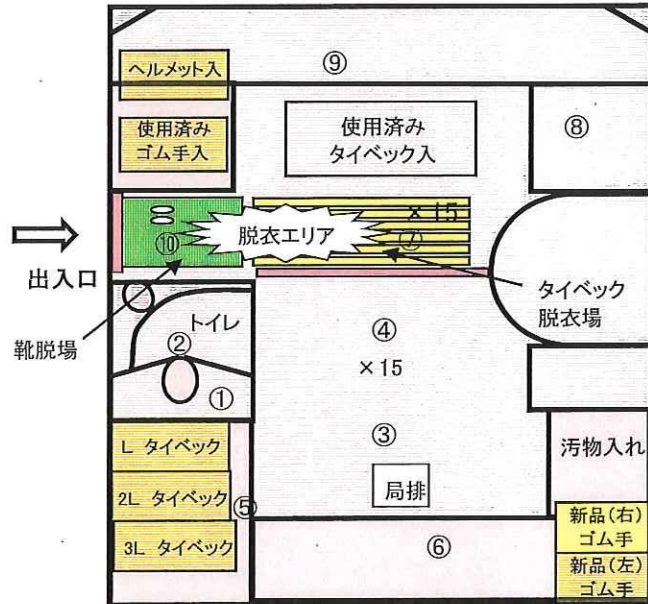 ヘルメット入
⑨
使用済み
ゴム手入
使用済み
タイベック入
⑧
×15
脱衣エリア
⑩
⑦
出入口
タイベック
脱衣場
靴脱場
トイレ
②
①
④
×15
③
局排
L タイベック
2L タイベック
3L タイベック
⑤
⑥
汚物入れ
新品(右)
ゴム手
新品(左)
ゴム手